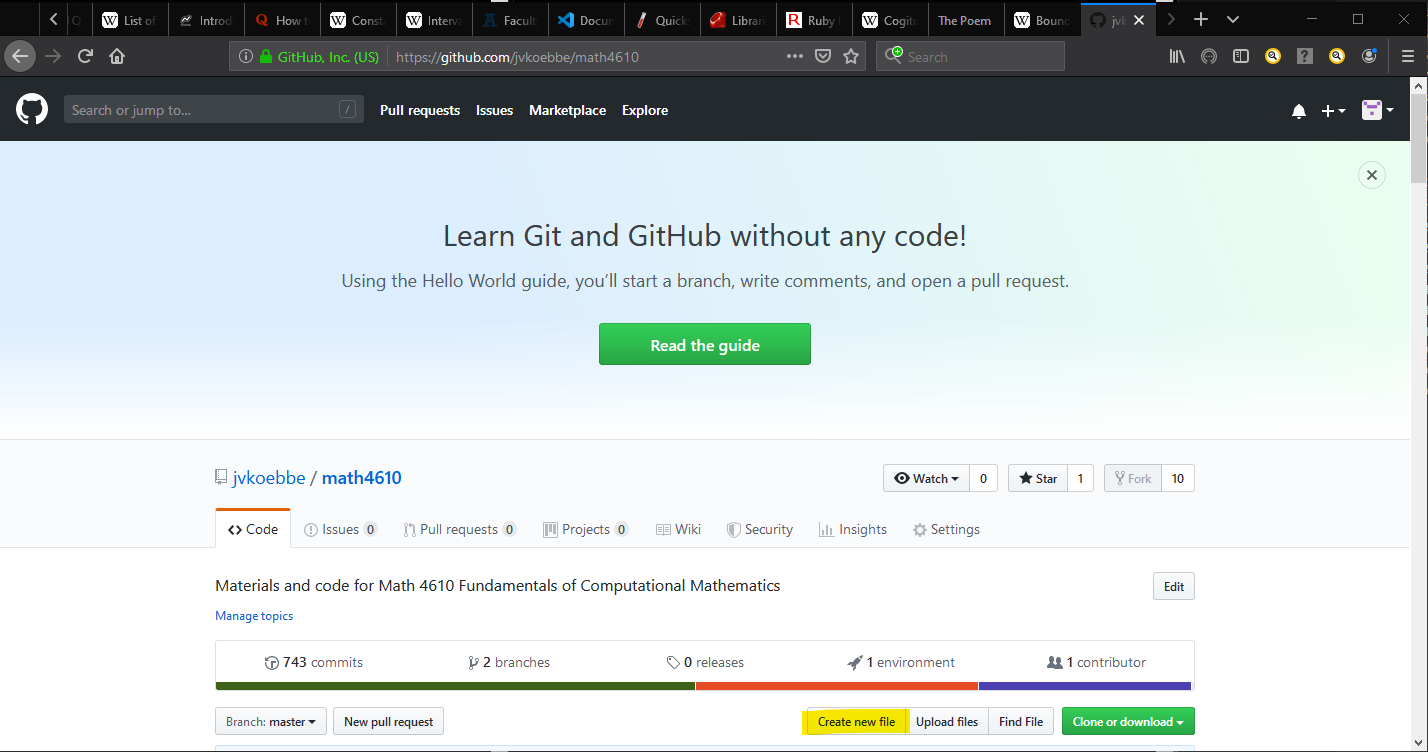 List of
Introd
How t
Consta
Interva
Facult
Docum
Quicks
Librari
Ruby
Cogito
The Poem
Bound
jvk
GitHub, Inc. (US)
https://github.com/jvkoebbe/math4610
Search
Search or jump to...
/
Pull requests
Issues
Marketplace
Explore
Learn Git and GitHub without any code!
Using the Hello World guide, you’ll start a branch, write comments, and open a pull request.
Read the guide
jvkoebbe / math4610
Watch 0
Star 1
Fork 10
Code
Issues 0
Pull requests 0
Projects 0
Wiki
Security
Insights
Settings
Materials and code for Math 4610 Fundamentals of Computational Mathematics
Edit
Manage topics
743 commits
2 branches
0 releases
1 environment
1 contributor
Branch: master
New pull request
Create new file
Upload files
Find File
Clone or download